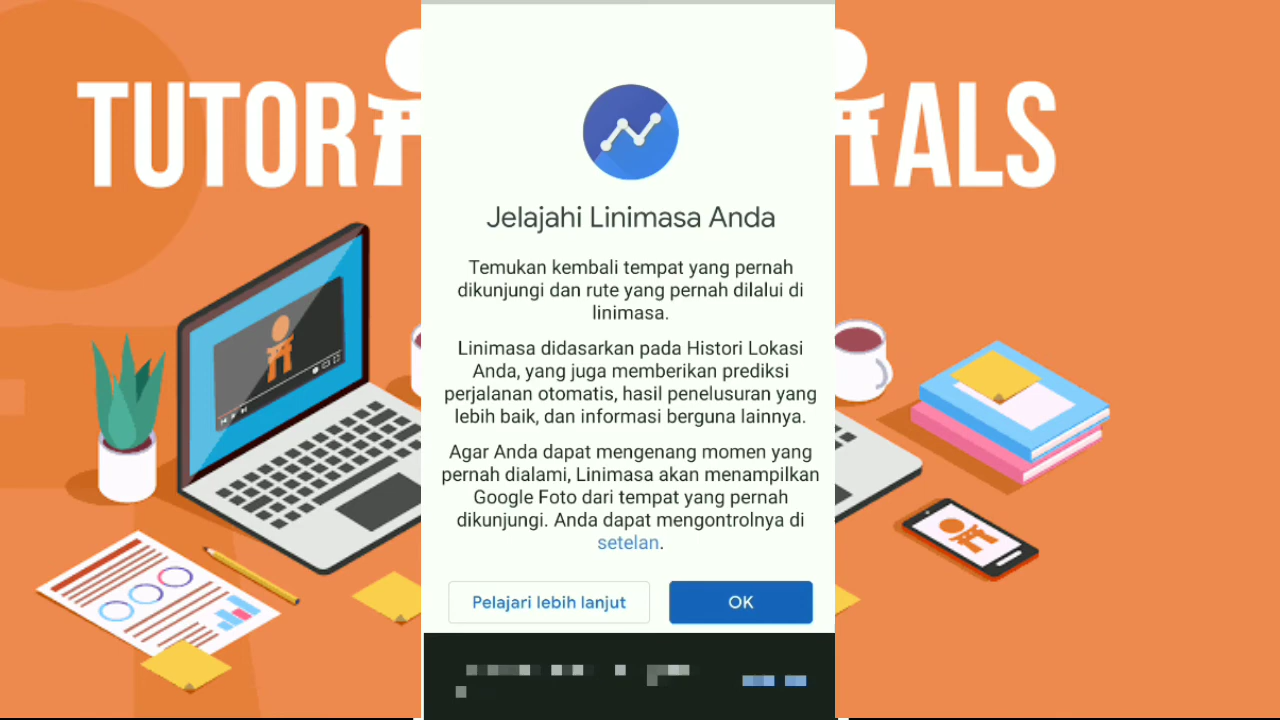 TUTORIALS
Jelajahi Linimasa Anda
Temukan kembali tempat yang pernah
dikunjungi dan rute yang pernah dilalui di
linimasa.
Linimasa didasarkan pada Histori Lokasi
Anda, yang juga memberikan prediksi
perjalanan otomatis, hasil penelusuran yang
lebih baik, dan informasi berguna lainnya.
Agar Anda dapat mengenang momen yang
pernah dialami, Linimasa akan menampilkan
Google Foto dari tempat yang pernah
dikunjungi. Anda dapat mengontrolnya di
setelan.
Pelajari lebih lanjut
OK